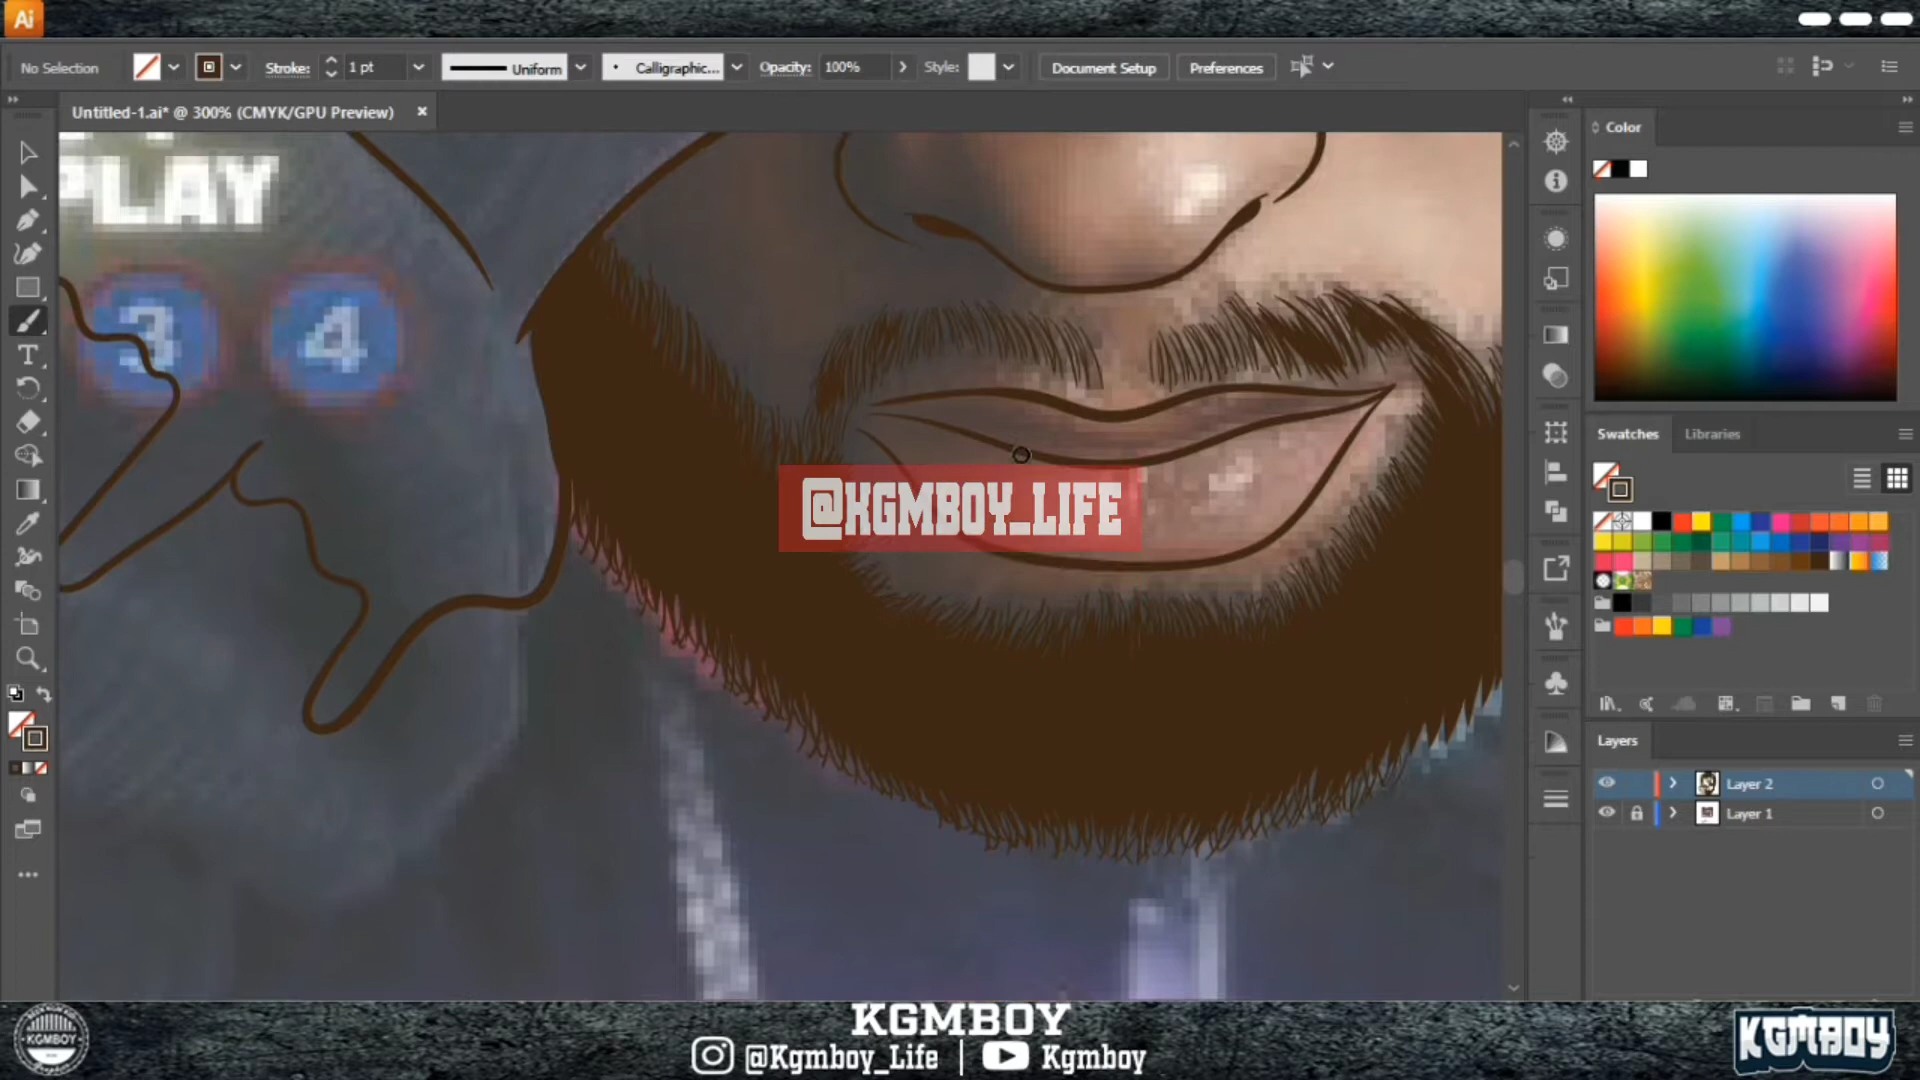 Ai
No Selection
Stroke:
1 pt
Uniform
Calligraphic...
Opacity:
100%
Style:
Document Setup
Preferences
Untitled-1.ai* @ 300% (CMYK/GPU Preview)
Color
PLAY
3
4
@KGMBOY_LIFE
Swatches
Libraries
Layers
Layer 2
Layer 1
KGMBOY
@Kgmboy_Life | Kgmboy
KGMBOY
KGMBOY